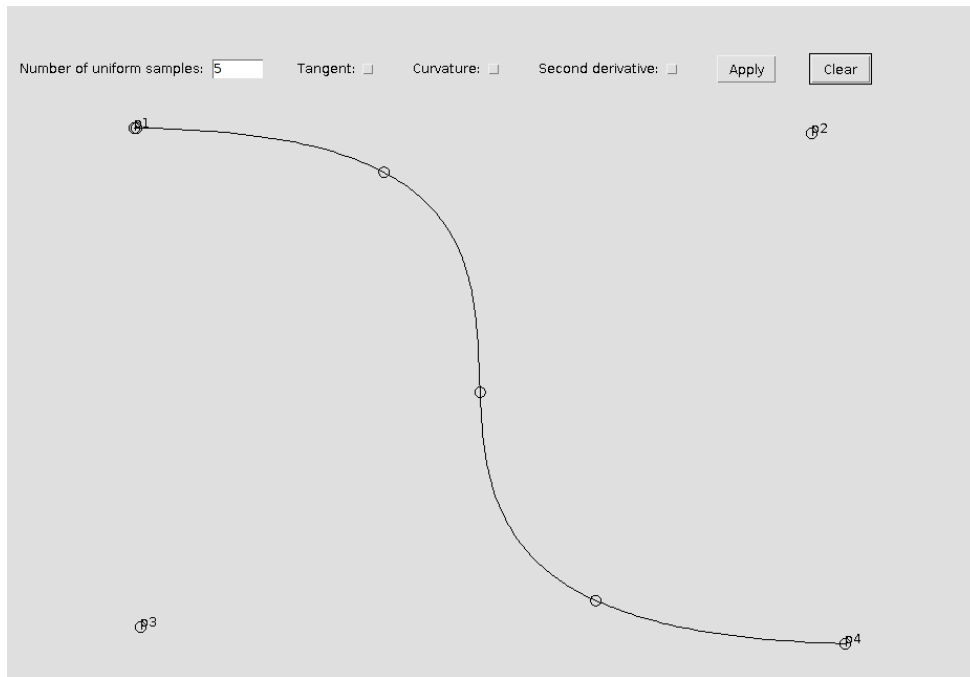 Number of uniform samples: 5 Tangent: Curvature: Second derivative: Apply Clear
p1
p2
p3
p4